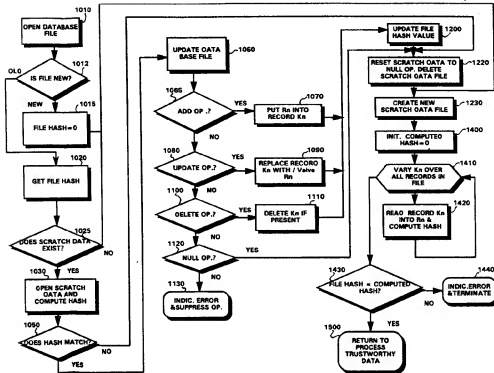 1010
OPEN DATABASE
FILE
1012
OLD
IS FILE NEW?
NEW
1015
FILE HASH=0
1020
GET FILE HASH
1025
DOES SCRATCH DATA
EXIST?
NO
YES
1030
OPEN SCRATCH
DATA AND
COMPUTE HASH
1050
DOES HASH MATCH?
NO
YES
UPDATE DATA
BASE FILE
1060
1065
ADD OP.?
YES
1070
PUT Rn INTO
RECORD Kn
NO
1080
UPDATE OP.?
YES
1090
REPLACE RECORD
Kn WITH / Valve
Rn
NO
1100
DELETE OP.?
YES
1110
DELETE Kn IF
PRESENT
NO
1120
NULL OP.?
YES
NO
1130
INDIC. ERROR
&SUPPRESS OP.
UPDATE FILE
HASH VALUE
1200
RESET SCRATCH DATA TO
NULL OP. DELETE
SCRATCH DATA FILE
1220
CREATE NEW
SCRATCH DATA FILE
1230
INIT. COMPUTED
HASH=0
1400
VARY Kn OVER
ALL RECORDS IN
FILE
1410
READ RECORD Kn
INTO Rn &
COMPUTE HASH
1420
1430
FILE HASH = COMPUTED
HASH?
NO
1440
INDIC.ERROR
&TERMINATE
YES
1500
RETURN TO
PROCESS
TRUSTWORTHY
DATA